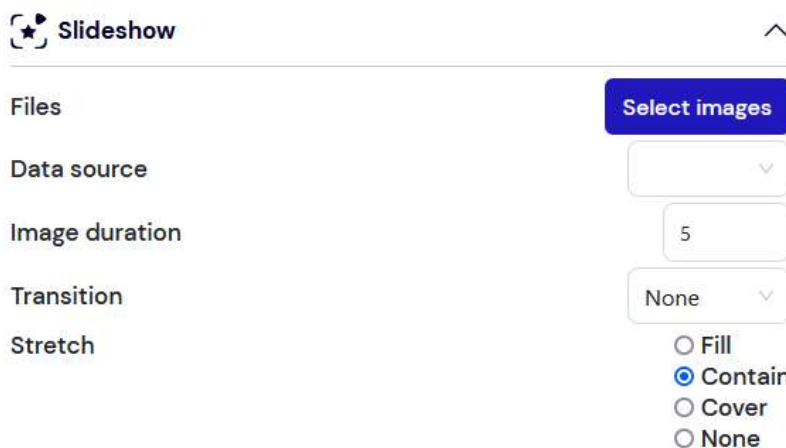 Slideshow
Files
Select images
Data source
Image duration
5
Transition
None
Stretch
Fill
Contain
Cover
None